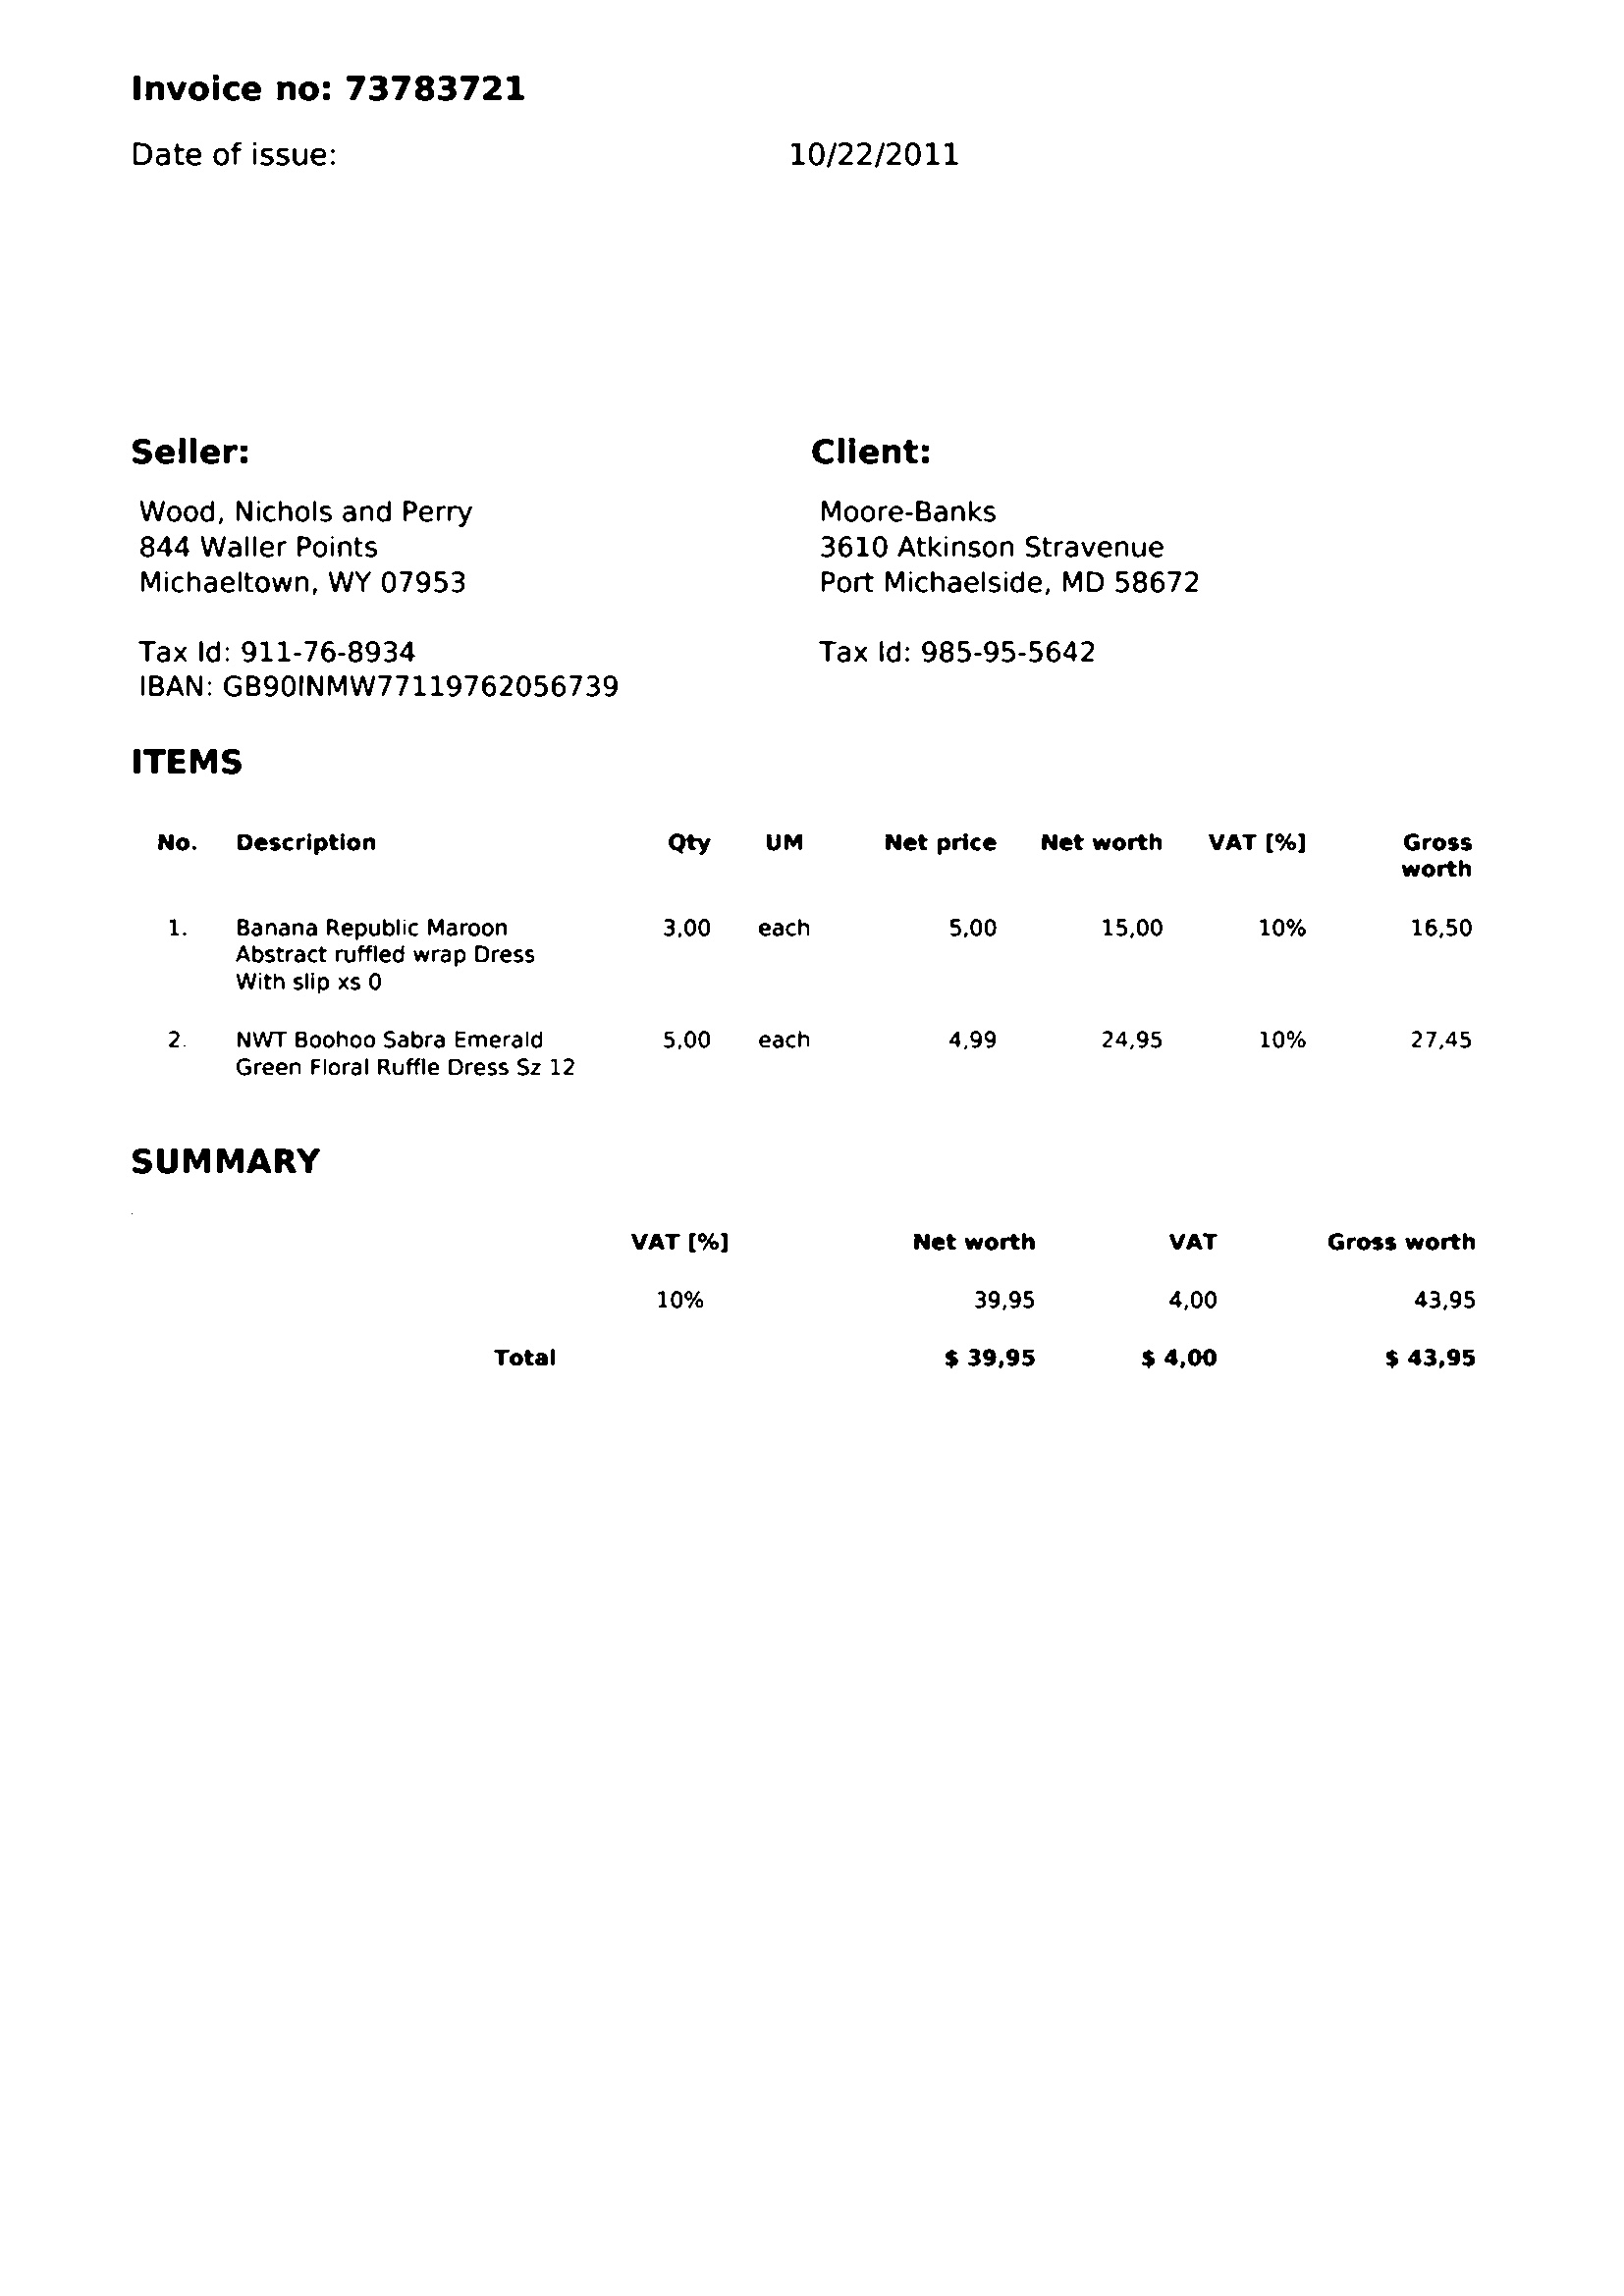 Invoice no: 73783721
Date of issue: 10/22/2011
Seller: Client:
Wood, Nichols and Perry Moore-Banks
844 Waller Points 3610 Atkinson Stravenue
Michaeltown, WY 07953 Port Michaelside, MD 58672
Tax Id: 911-76-8934 Tax Id: 985-95-5642
IBAN: GB90INMW77119762056739
ITEMS
No. Description Qty UM Net price Net worth VAT [%] Gross
worth
1. Banana Republic Maroon 3,00 each 5,00 15,00 10% 16,50
Abstract ruffled wrap Dress
With slip xs 0
2. NWT Boohoo Sabra Emerald 5,00 each 4,99 24,95 10% 27,45
Green Floral Ruffle Dress Sz 12
SUMMARY
VAT [%] Net worth VAT Gross worth
10% 39,95 4,00 43,95
Total $ 39,95 $ 4,00 $ 43,95